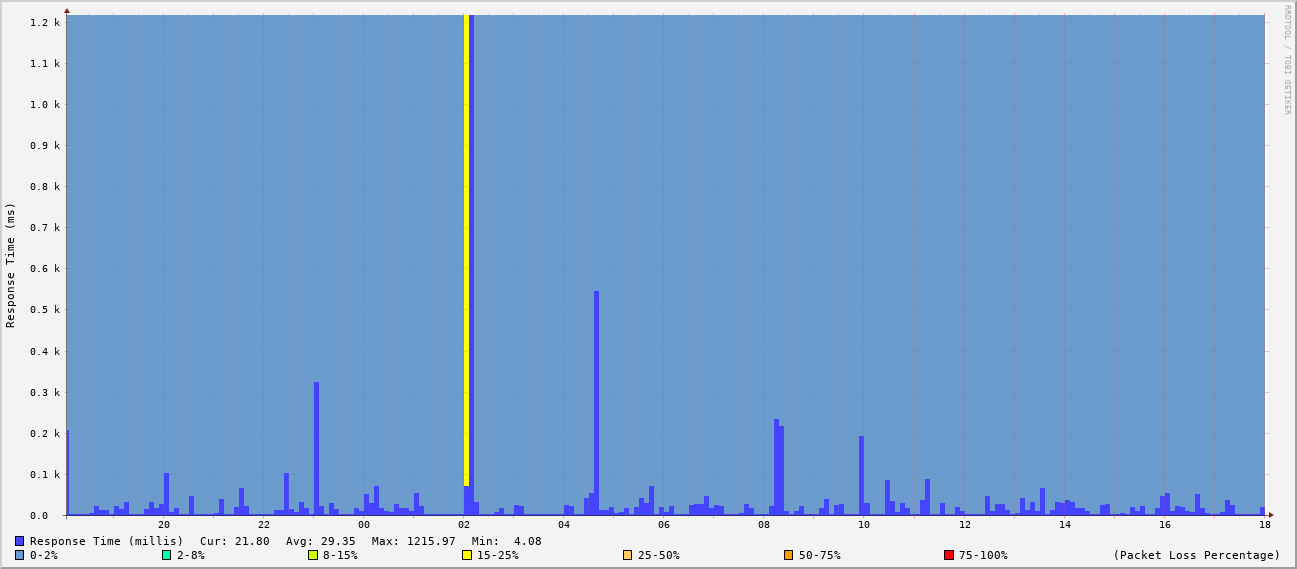 RRDTOOL / TOBI OETIKER
Response Time (ms)
1.2 k
1.1 k
1.0 k
0.9 k
0.8 k
0.7 k
0.6 k
0.5 k
0.4 k
0.3 k
0.2 k
0.1 k
0.0
20 22 00 02 04 06 08 10 12 14 16 18
Response Time (millis) Cur: 21.80 Avg: 29.35 Max: 1215.97 Min: 4.08
0-2% 2-8% 8-15% 15-25% 25-50% 50-75% 75-100% (Packet Loss Percentage)